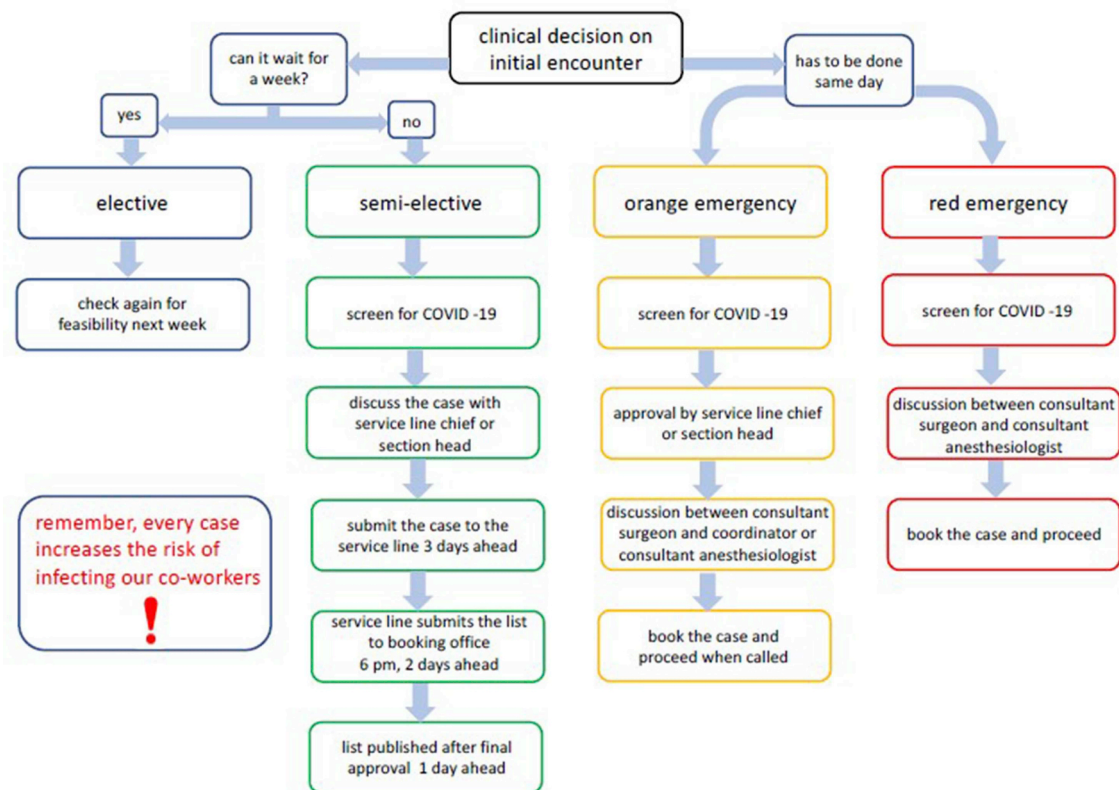 clinical decision on
initial encounter
can it wait for
a week?
has to be done
same day
yes
no
elective
semi-elective
orange emergency
red emergency
check again for
feasibility next week
screen for COVID -19
screen for COVID -19
screen for COVID -19
discuss the case with
service line chief or
section head
approval by service line chief
or section head
discussion between consultant
surgeon and consultant
anesthesiologist
remember, every case
increases the risk of
infecting our co-workers
!
submit the case to the
service line 3 days ahead
discussion between consultant
surgeon and coordinator or
consultant anesthesiologist
book the case and proceed
service line submits the list
to booking office
6 pm, 2 days ahead
book the case and
proceed when called
list published after final
approval 1 day ahead